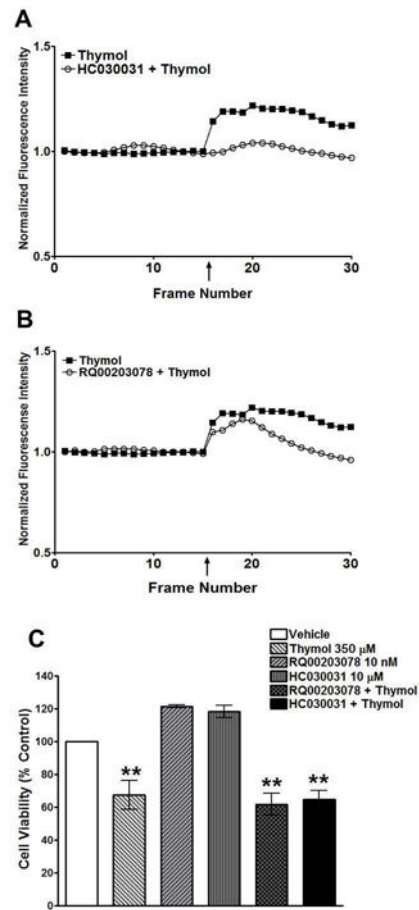 A
1.5
Thymol
HC030031 + Thymol
Normalized Fluorescence Intensity
1.0
0.5
0 10 20 30
Frame Number
B
1.5
Thymol
RQ00203078 + Thymol
Normalized Fluorescense Intensity
1.0
0.5
0 10 20 30
Frame Number
C
Vehicle
Thymol 350 μM
RQ00203078 10 nM
HC030031 10 μM
RQ00203078 + Thymol
HC030031 + Thymol
Cell Viability (% Control)
140
120
100
80
60
40
20
0
** ** **